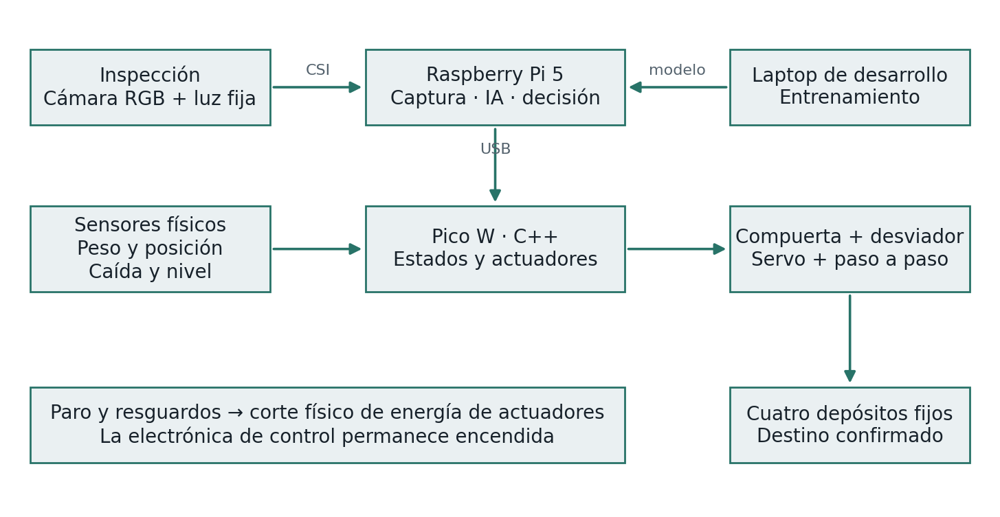 Inspección
Cámara RGB + luz fija
CSI
Raspberry Pi 5
Captura · IA · decisión
modelo
Laptop de desarrollo
Entrenamiento
USB
Sensores físicos
Peso y posición
Caída y nivel
Pico W · C++
Estados y actuadores
Compuerta + desviador
Servo + paso a paso
Paro y resguardos → corte físico de energía de actuadores
La electrónica de control permanece encendida
Cuatro depósitos fijos
Destino confirmado